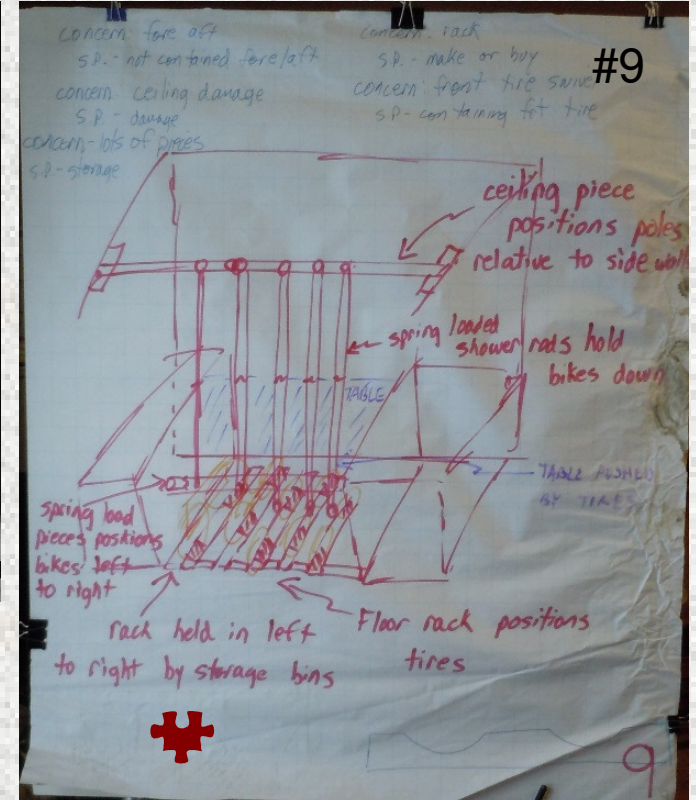 concern: fore aft
S.P. - not contained fore/aft
concern: ceiling damage
S.P. - damage
concern - lots of pieces
S.P. - storage
concern: rack
S.P. - make or buy
concern: front tire swivel
S.P. - containing frt tire
#9
ceiling piece
positions poles
relative to side wall
spring loaded
shower rods hold
bikes down
TABLE
TABLE PUSHED
BY TIRES
spring load
pieces positions
bikes left
to right
rack held in left
to right by storage bins
Floor rack positions
tires
9